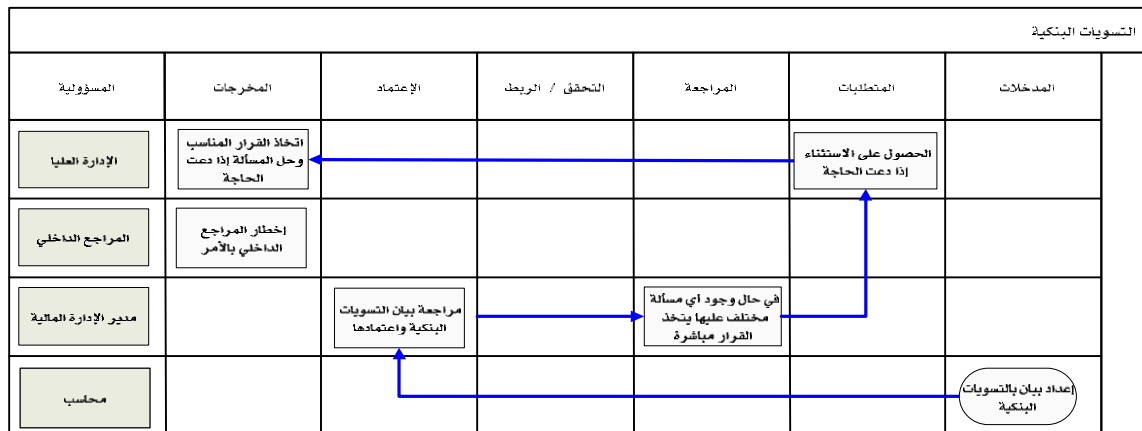 التسويات البنكية
المدخلات
المتطلبات
المراجعة
التحقق / الربط
الإعتماد
المخرجات
المسؤولية
الحصول على الاستثناء
إذا دعت الحاجة
اتخاذ القرار المناسب
وحل المسألة إذا دعت
الحاجة
الإدارة العليا
إخطار المراجع
الداخلي بالأمر
المراجع الداخلي
في حال وجود أي مسألة
مختلف عليها يتخذ
القرار مباشرة
مراجعة بيان التسويات
البنكية واعتمادها
مدير الإدارة المالية
إعداد بيان بالتسويات
البنكية
محاسب